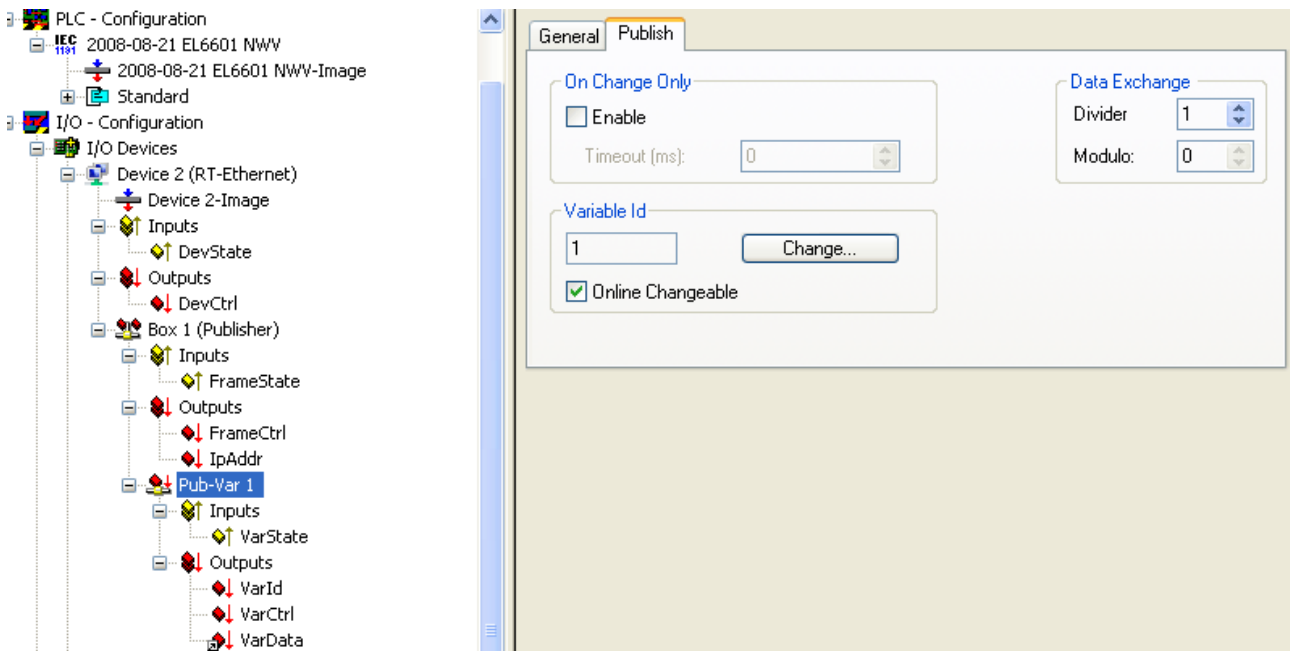 PLC - Configuration
IEC
1131
2008-08-21 EL6601 NWV
2008-08-21 EL6601 NWV-Image
Standard
I/O - Configuration
I/O Devices
Device 2 (RT-Ethernet)
Device 2-Image
Inputs
DevState
Outputs
DevCtrl
Box 1 (Publisher)
Inputs
FrameState
Outputs
FrameCtrl
IpAddr
Pub-Var 1
Inputs
VarState
Outputs
VarId
VarCtrl
VarData
General Publish
On Change Only
Enable
Timeout (ms): 0
Variable Id
1 Change...
Online Changeable
Data Exchange
Divider 1
Modulo: 0